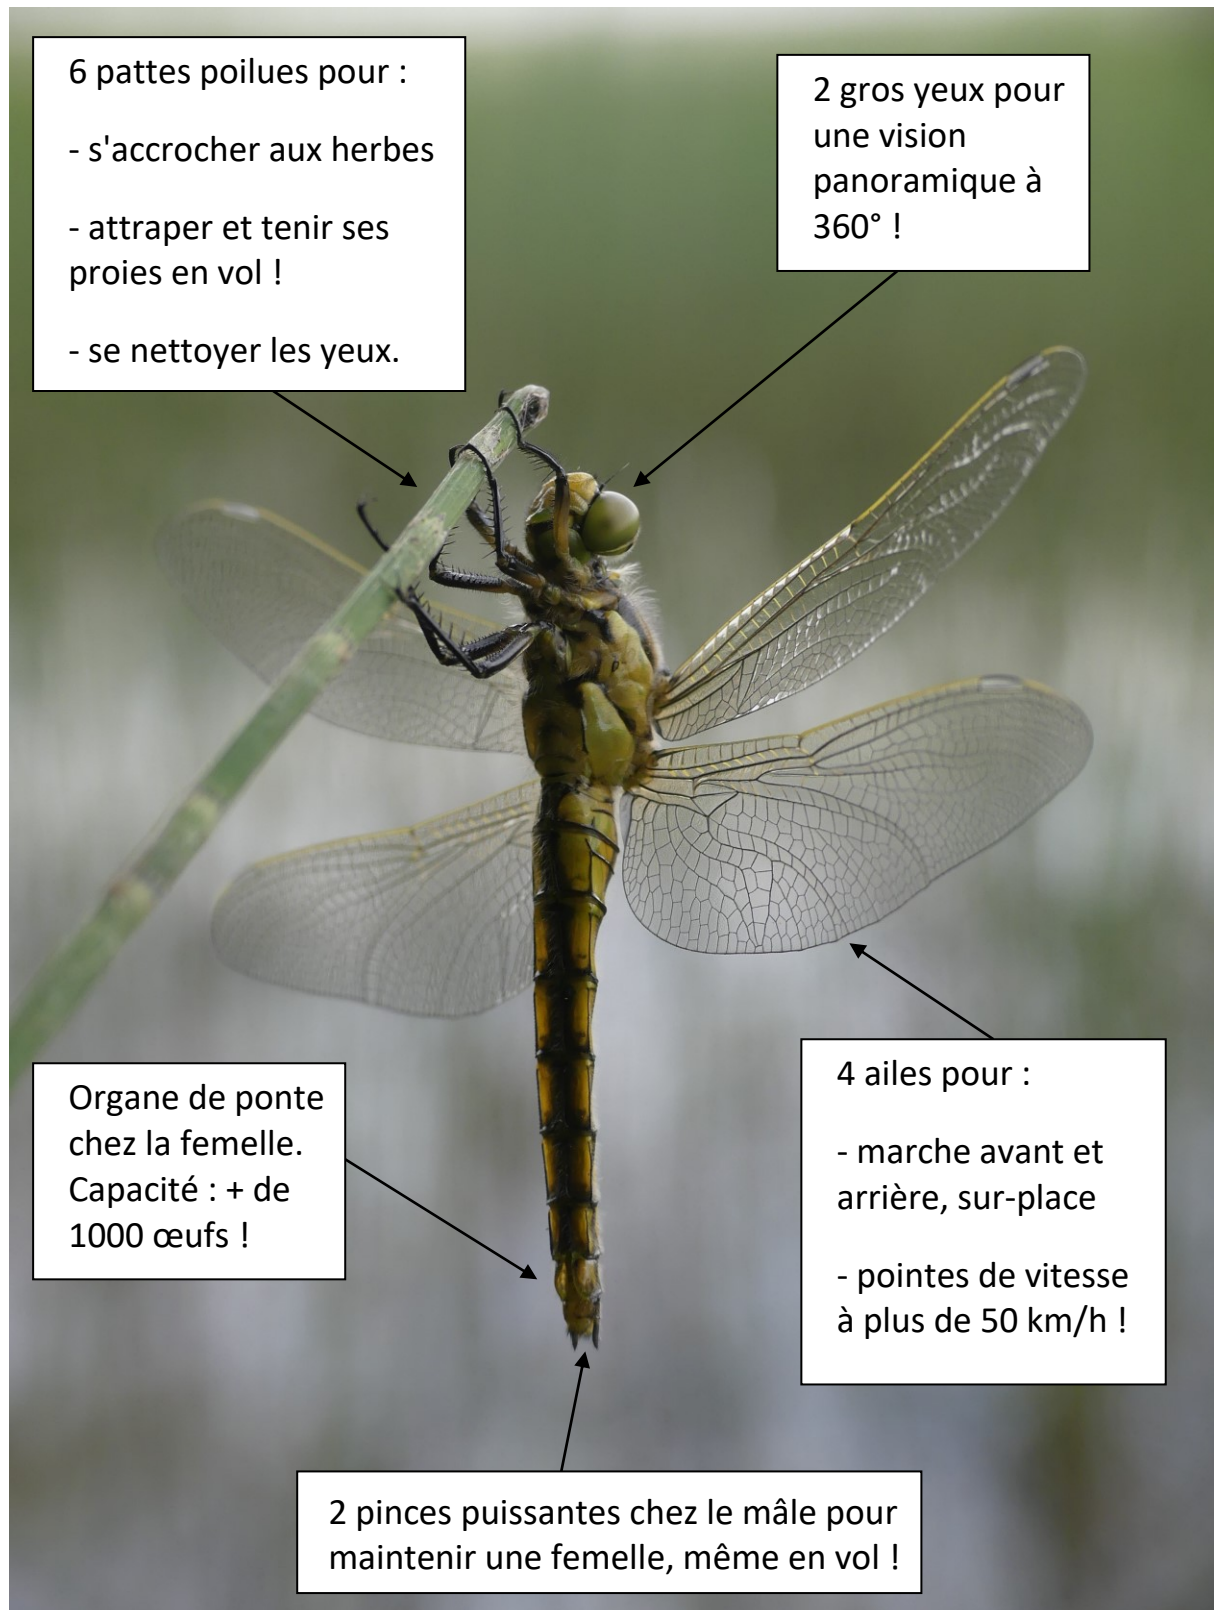 6 pattes poilues pour :
- s'accrocher aux herbes
- attraper et tenir ses
proies en vol !
- se nettoyer les yeux.
2 gros yeux pour
une vision
panoramique à
360° !
Organe de ponte
chez la femelle.
Capacité : + de
1000 œufs !
4 ailes pour :
- marche avant et
arrière, sur-place
- pointes de vitesse
à plus de 50 km/h !
2 pinces puissantes chez le mâle pour
maintenir une femelle, même en vol !